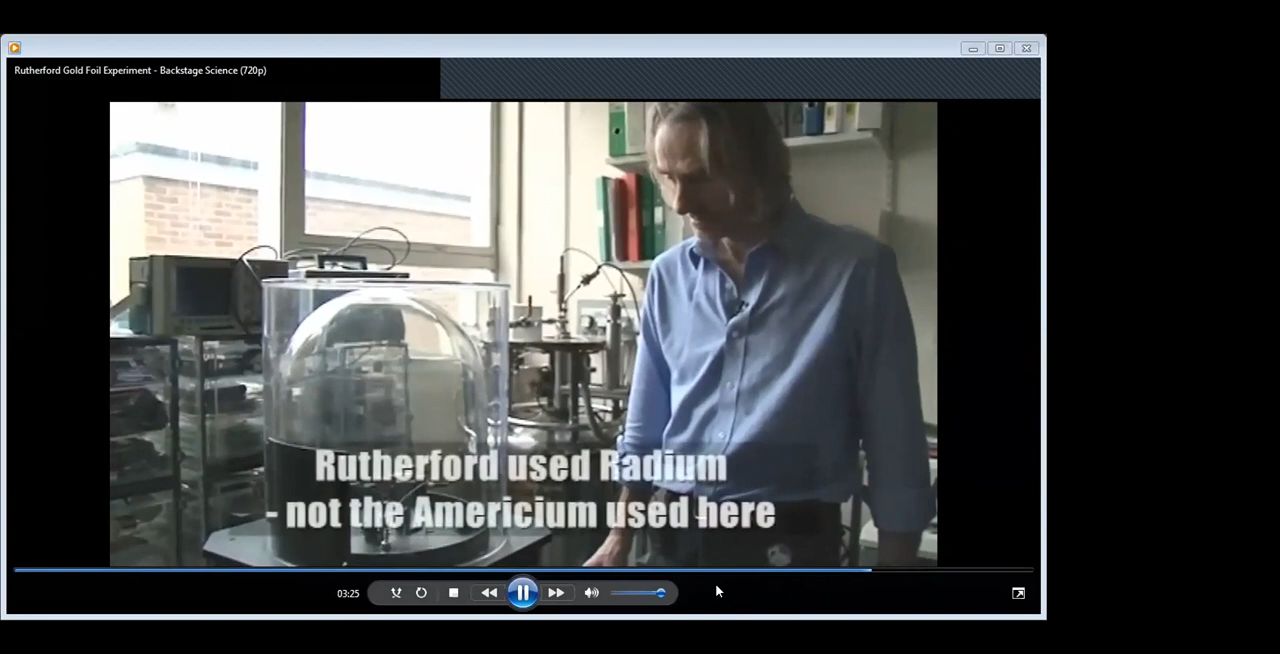 Rutherford Gold Foil Experiment - Backstage Science (720p)
Rutherford used Radium
- not the Americium used here
03:25